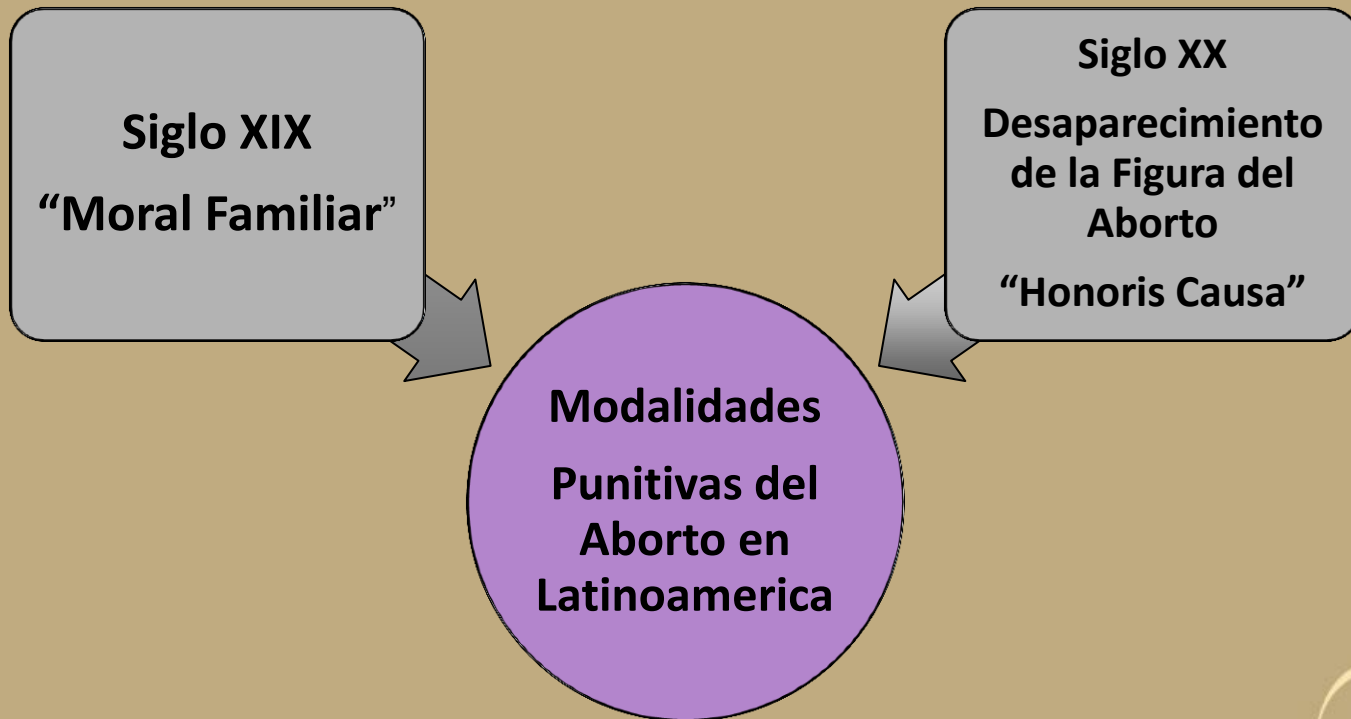 Siglo XIX
“Moral Familiar”
Siglo XX
Desaparecimiento
de la Figura del
Aborto
“Honoris Causa”
Modalidades
Punitivas del
Aborto en
Latinoamerica